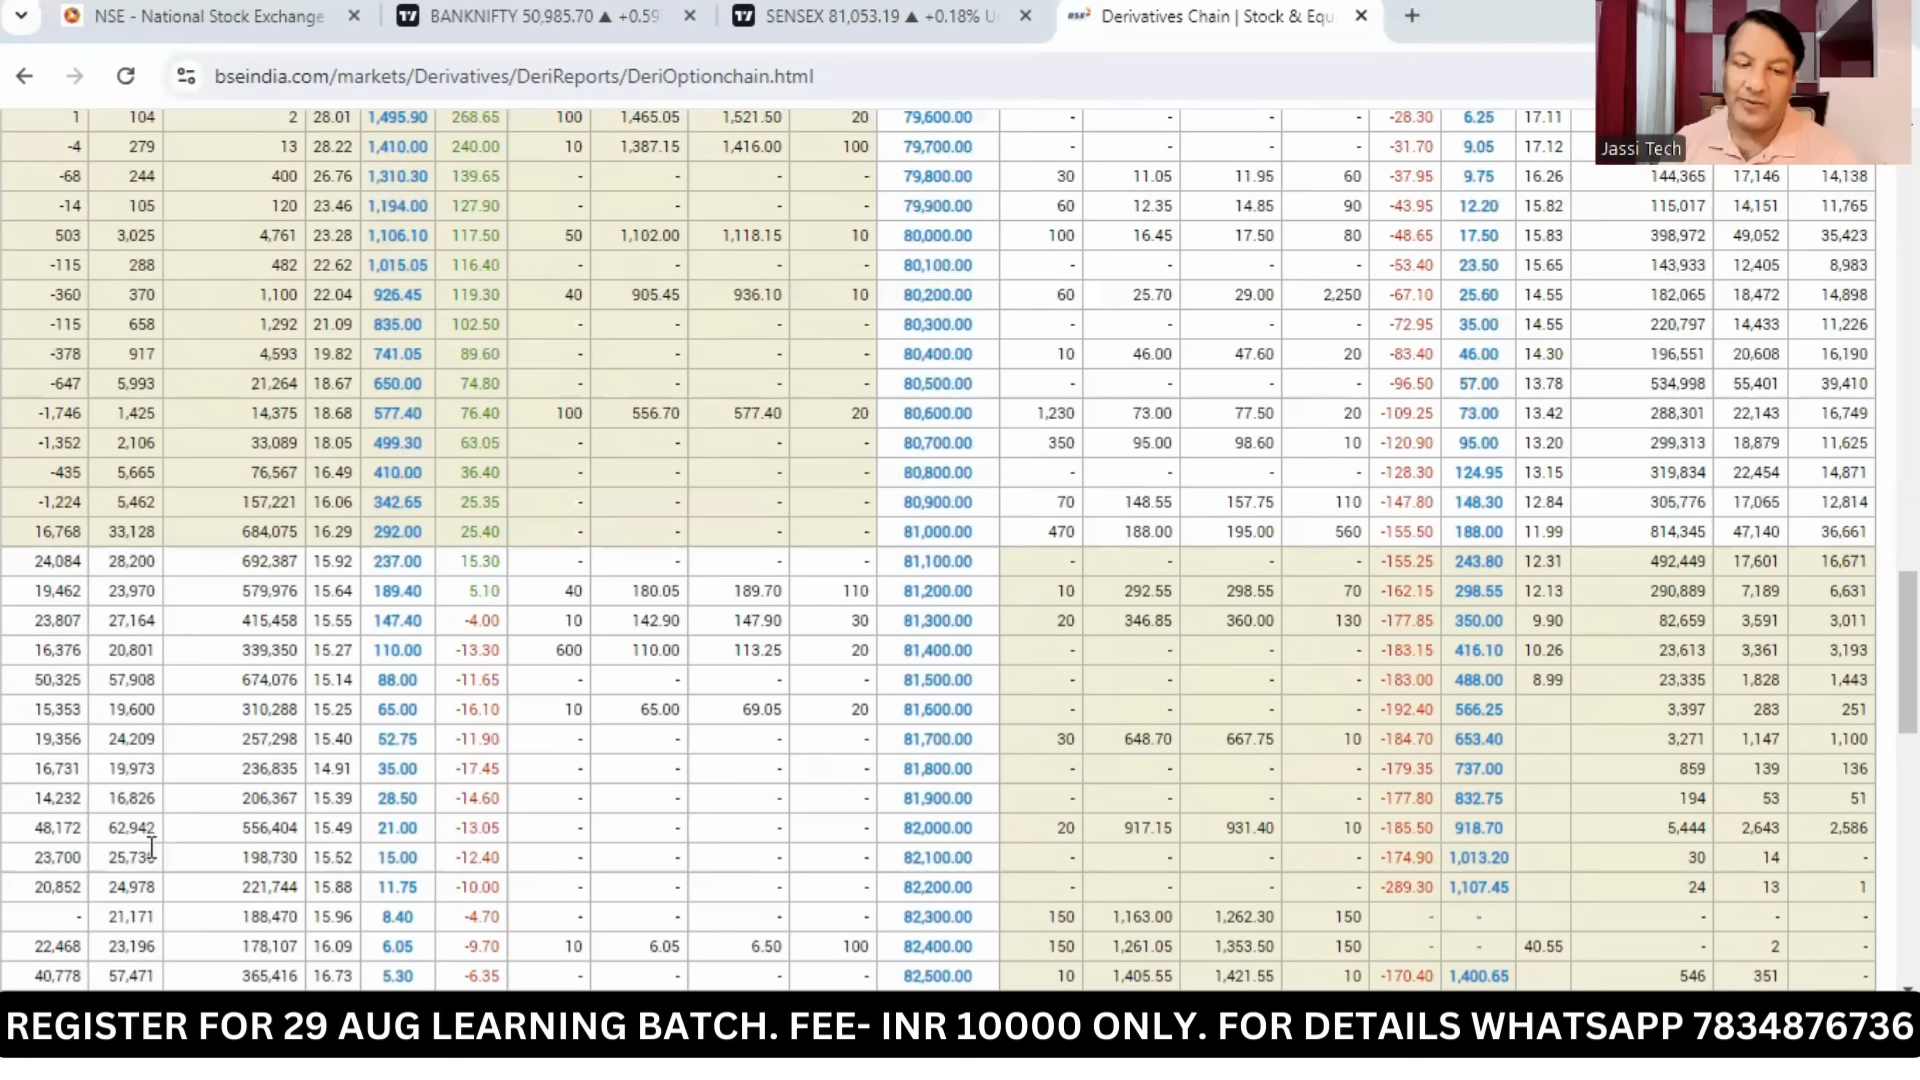 NSE - National Stock Exchange
BANKNIFTY 50,985.70 ▲ +0.59
SENSEX 81,053.19 ▲ +0.18% U
Derivatives Chain | Stock & Equ
bseindia.com/markets/Derivatives/DeriReports/DeriOptionchain.html
Jassi Tech
1 104 2 28.01 1,495.90 268.65 100 1,465.05 1,521.50 20 79,600.00 - - - - -28.30 6.25 17.11
-4 279 13 28.22 1,410.00 240.00 10 1,387.15 1,416.00 100 79,700.00 - - - - -31.70 9.05 17.12
-68 244 400 26.76 1,310.30 139.65 - - - - 79,800.00 30 11.05 11.95 60 -37.95 9.75 16.26 144,365 17,146 14,138
-14 105 120 23.46 1,194.00 127.90 - - - - 79,900.00 60 12.35 14.85 90 -43.95 12.20 15.82 115,017 14,151 11,765
503 3,025 4,761 23.28 1,106.10 117.50 50 1,102.00 1,118.15 10 80,000.00 100 16.45 17.50 80 -48.65 17.50 15.83 398,972 49,052 35,423
-115 288 482 22.62 1,015.05 116.40 - - - - 80,100.00 - - - - -53.40 23.50 15.65 143,933 12,405 8,983
-360 370 1,100 22.04 926.45 119.30 40 905.45 936.10 10 80,200.00 60 25.70 29.00 2,250 -67.10 25.60 14.55 182,065 18,472 14,898
-115 658 1,292 21.09 835.00 102.50 - - - - 80,300.00 - - - - -72.95 35.00 14.55 220,797 14,433 11,226
-378 917 4,593 19.82 741.05 89.60 - - - - 80,400.00 10 46.00 47.60 20 -83.40 46.00 14.30 196,551 20,608 16,190
-647 5,993 21,264 18.67 650.00 74.80 - - - - 80,500.00 - - - - -96.50 57.00 13.78 534,998 55,401 39,410
-1,746 1,425 14,375 18.68 577.40 76.40 100 556.70 577.40 20 80,600.00 1,230 73.00 77.50 20 -109.25 73.00 13.42 288,301 22,143 16,749
-1,352 2,106 33,089 18.05 499.30 63.05 - - - - 80,700.00 350 95.00 98.60 10 -120.90 95.00 13.20 299,313 18,879 11,625
-435 5,665 76,567 16.49 410.00 36.40 - - - - 80,800.00 - - - - -128.30 124.95 13.15 319,834 22,454 14,871
-1,224 5,462 157,221 16.06 342.65 25.35 - - - - 80,900.00 70 148.55 157.75 110 -147.80 148.30 12.84 305,776 17,065 12,814
16,768 33,128 684,075 16.29 292.00 25.40 - - - - 81,000.00 470 188.00 195.00 560 -155.50 188.00 11.99 814,345 47,140 36,661
24,084 28,200 692,387 15.92 237.00 15.30 - - - - 81,100.00 - - - - -155.25 243.80 12.31 492,449 17,601 16,671
19,462 23,970 579,976 15.64 189.40 5.10 40 180.05 189.70 110 81,200.00 10 292.55 298.55 70 -162.15 298.55 12.13 290,889 7,189 6,631
23,807 27,164 415,458 15.55 147.40 -4.00 10 142.90 147.90 30 81,300.00 20 346.85 360.00 130 -177.85 350.00 9.90 82,659 3,591 3,011
16,376 20,801 339,350 15.27 110.00 -13.30 600 110.00 113.25 20 81,400.00 - - - - -183.15 416.10 10.26 23,613 3,361 3,193
50,325 57,908 674,076 15.14 88.00 -11.65 - - - - 81,500.00 - - - - -183.00 488.00 8.99 23,335 1,828 1,443
15,353 19,600 310,288 15.25 65.00 -16.10 10 65.00 69.05 20 81,600.00 - - - - -192.40 566.25 3,397 283 251
19,356 24,209 257,298 15.40 52.75 -11.90 - - - - 81,700.00 30 648.70 667.75 10 -184.70 653.40 3,271 1,147 1,100
16,731 19,973 236,835 14.91 35.00 -17.45 - - - - 81,800.00 - - - - -179.35 737.00 859 139 136
14,232 16,826 206,367 15.39 28.50 -14.60 - - - - 81,900.00 - - - - -177.80 832.75 194 53 51
48,172 62,942 556,404 15.49 21.00 -13.05 - - - - 82,000.00 20 917.15 931.40 10 -185.50 918.70 5,444 2,643 2,586
23,700 198,730 15.52 15.00 -12.40 - - - - 82,100.00 - - - - -174.90 1,013.20 30 14 -
20,852 24,978 221,744 15.88 11.75 -10.00 - - - - 82,200.00 - - - - -289.30 1,107.45 24 13 1
- 21,171 188,470 15.96 8.40 -4.70 - - - - 82,300.00 150 1,163.00 1,262.30 150 - - - - -
22,468 23,196 178,107 16.09 6.05 -9.70 10 6.05 6.50 100 82,400.00 150 1,261.05 1,353.50 150 - - 40.55 - 2 -
40,778 57,471 365,416 16.73 5.30 -6.35 - - - - 82,500.00 10 1,405.55 1,421.55 10 -170.40 1,400.65 546 351 -
REGISTER FOR 29 AUG LEARNING BATCH. FEE- INR 10000 ONLY. FOR DETAILS WHATSAPP 7834876736